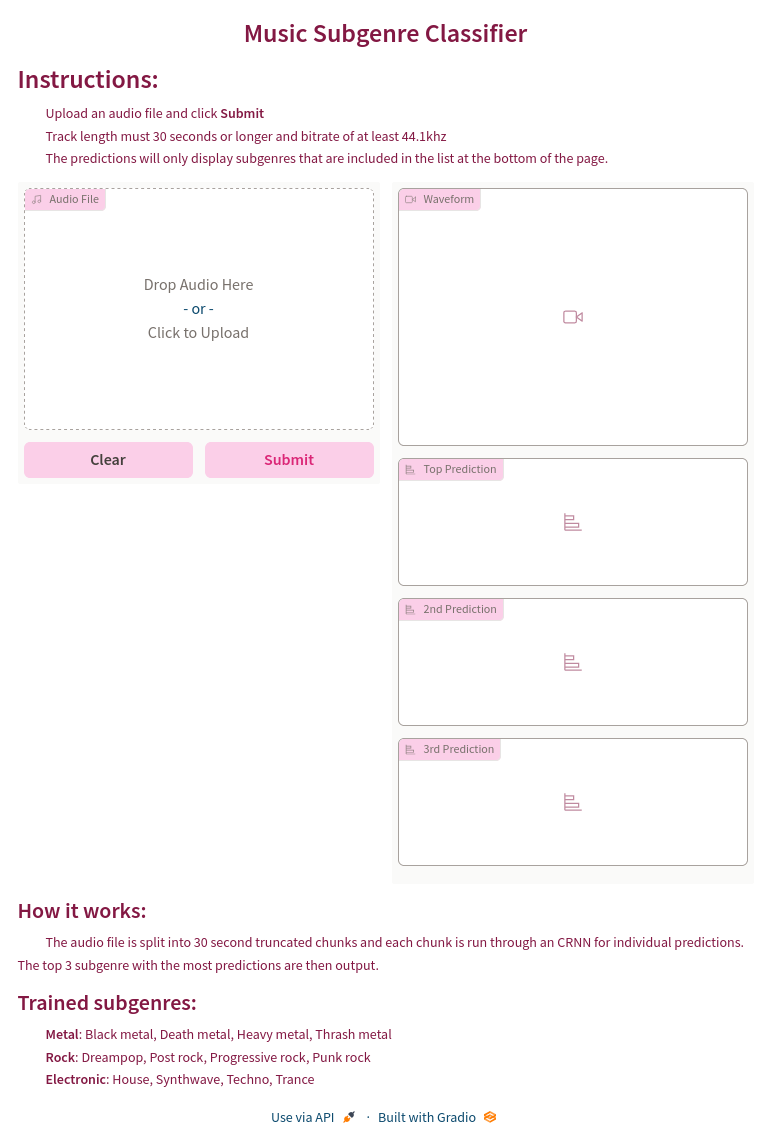 Music Subgenre Classifier
Instructions:
Upload an audio file and click Submit
Track length must 30 seconds or longer and bitrate of at least 44.1khz
The predictions will only display subgenres that are included in the list at the bottom of the page.
Audio File
Drop Audio Here
- or -
Click to Upload
Clear
Submit
Waveform
Top Prediction
2nd Prediction
3rd Prediction
How it works:
The audio file is split into 30 second truncated chunks and each chunk is run through an CRNN for individual predictions.
The top 3 subgenre with the most predictions are then output.
Trained subgenres:
Metal: Black metal, Death metal, Heavy metal, Thrash metal
Rock: Dreampop, Post rock, Progressive rock, Punk rock
Electronic: House, Synthwave, Techno, Trance
Use via API · Built with Gradio